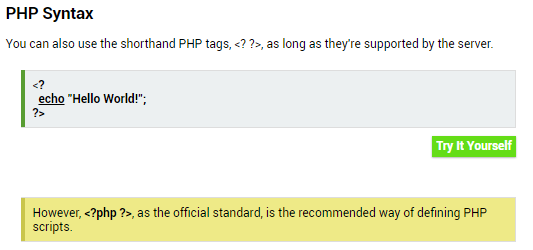 PHP Syntax
You can also use the shorthand PHP tags, <? ?>, as long as they're supported by the server.
<?
echo "Hello World!";
?>
Try It Yourself
However, <?php ?>, as the official standard, is the recommended way of defining PHP
scripts.